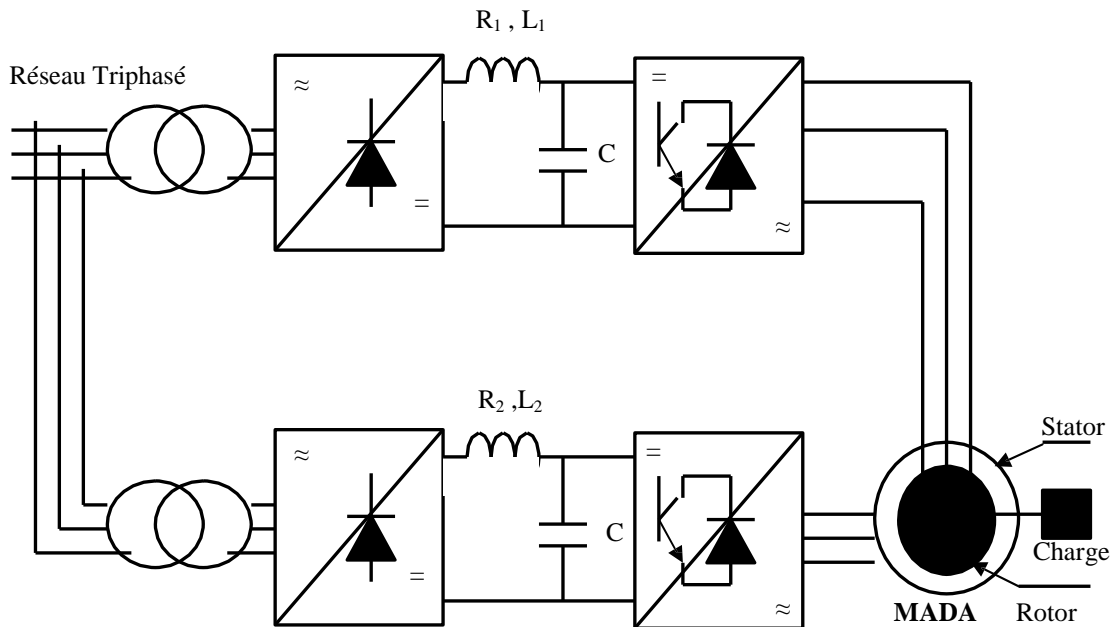 R₁ , L₁
Réseau Triphasé
≈
=
C
=
≈
R₂ ,L₂
≈
=
C
=
≈
Stator
Charge
MADA
Rotor